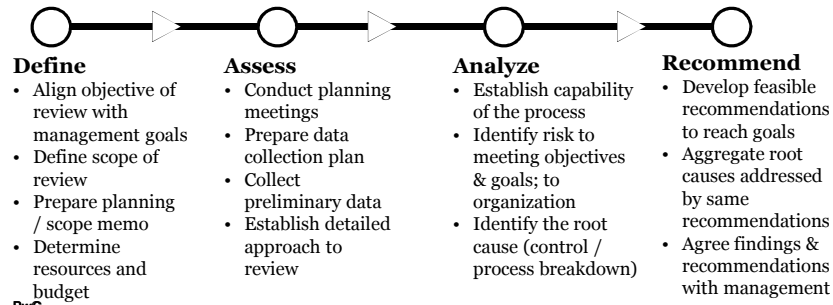 Define
• Align objective of
review with
management goals
• Define scope of
review
• Prepare planning
/ scope memo
• Determine
resources and
budget
PwC
Assess
• Conduct planning
meetings
• Prepare data
collection plan
• Collect
preliminary data
• Establish detailed
approach to
review
Analyze
• Establish capability
of the process
• Identify risk to
meeting objectives
& goals; to
organization
• Identify the root
cause (control /
process breakdown)
Recommend
• Develop feasible
recommendations
to reach goals
• Aggregate root
causes addressed
by same
recommendations
• Agree findings &
recommendations
with management